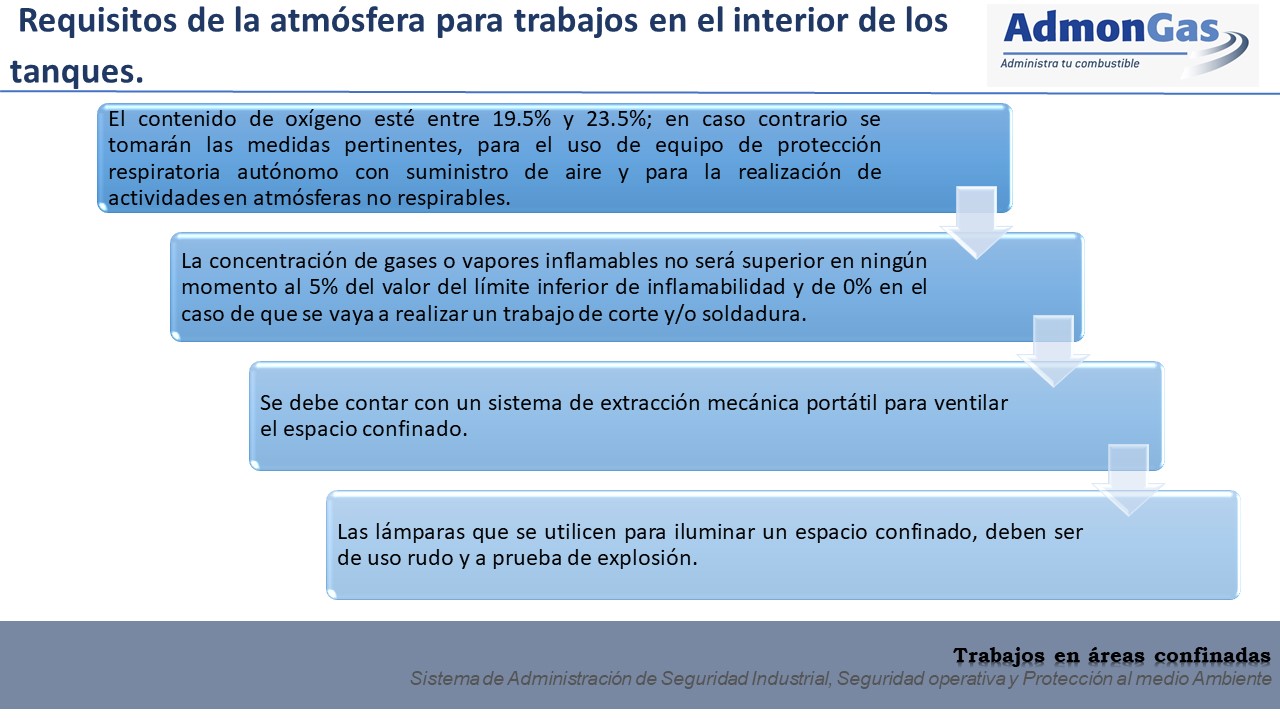 Requisitos de la atmósfera para trabajos en el interior de los
tanques.
AdmonGas
Administra tu combustible
El contenido de oxígeno esté entre 19.5% y 23.5%; en caso contrario se
tomarán las medidas pertinentes, para el uso de equipo de protección
respiratoria autónomo con suministro de aire y para la realización de
actividades en atmósferas no respirables.
La concentración de gases o vapores inflamables no será superior en ningún
momento al 5% del valor del límite inferior de inflamabilidad y de 0% en el
caso de que se vaya a realizar un trabajo de corte y/o soldadura.
Se debe contar con un sistema de extracción mecánica portátil para ventilar
el espacio confinado.
Las lámparas que se utilicen para iluminar un espacio confinado, deben ser
de uso rudo y a prueba de explosión.
Trabajos en áreas confinadas
Sistema de Administración de Seguridad Industrial, Seguridad operativa y Protección al medio Ambiente